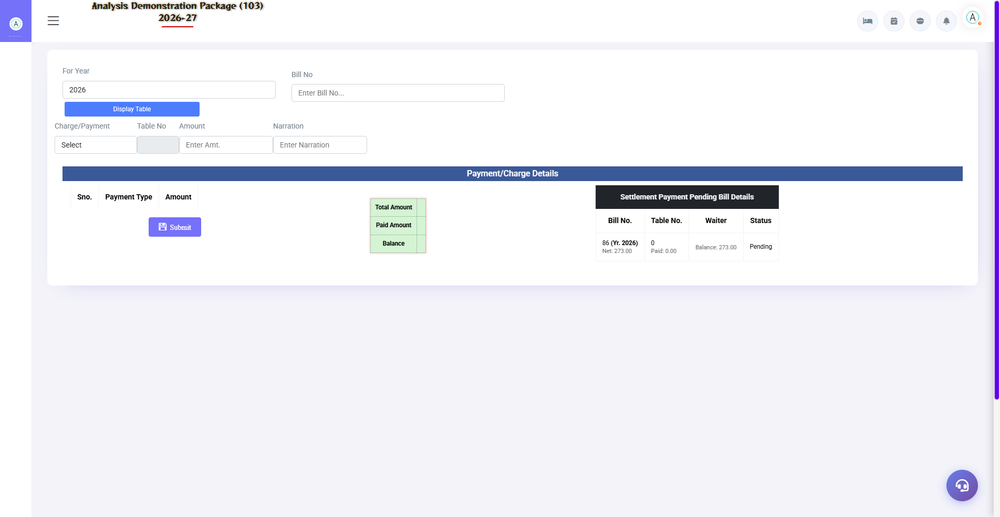 Analysis Demonstration Package (103)
2026-27
A
A
For Year
2026
Bill No
Enter Bill No...
Display Table
Charge/Payment
Table No
Amount
Narration
Select
Enter Amt.
Enter Narration
Payment/Charge Details
Sno.
Payment Type
Amount
Submit
Total Amount
Paid Amount
Balance
Settlement Payment Pending Bill Details
Bill No.
Table No.
Waiter
Status
86 (Yr. 2026)
Net: 273.00
0
Paid: 0.00
Balance: 273.00
Pending